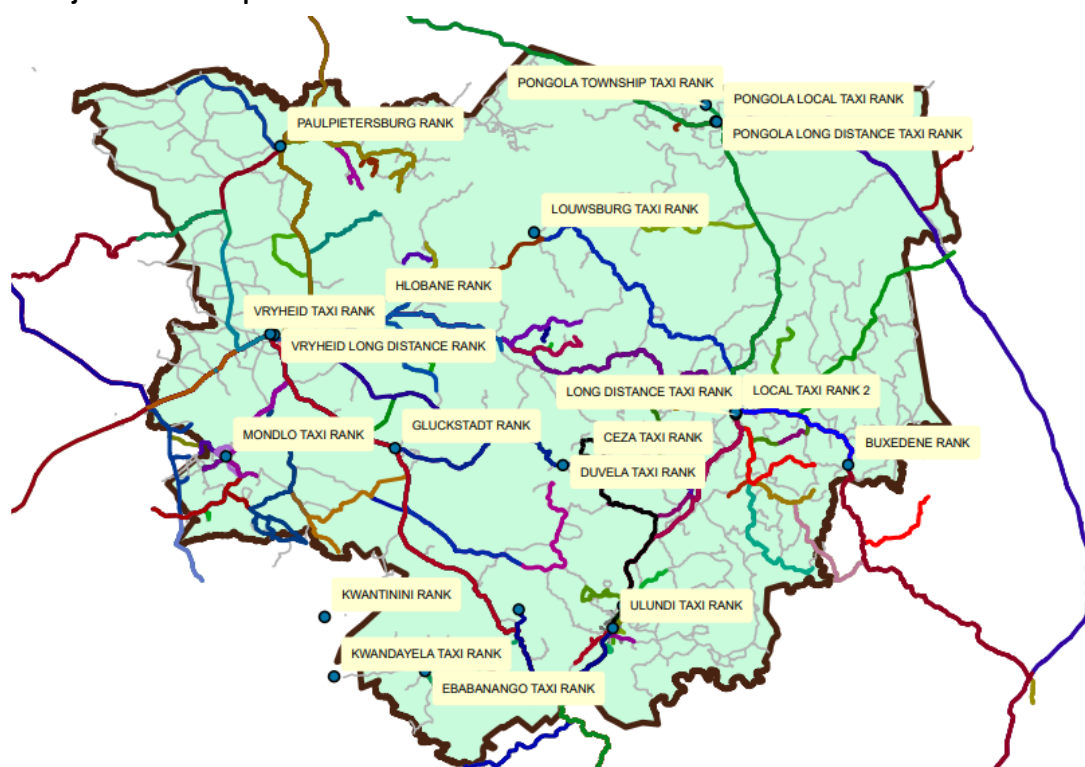 PONGOLA TOWNSHIP TAXI RANK
PONGOLA LOCAL TAXI RANK
PAULPIETERSBURG RANK
PONGOLA LONG DISTANCE TAXI RANK
LOUWSBURG TAXI RANK
HLOBANE RANK
VRYHEID TAXI RANK
VRYHEID LONG DISTANCE RANK
LONG DISTANCE TAXI RANK
LOCAL TAXI RANK 2
GLUCKSTADT RANK
MONDLO TAXI RANK
CEZA TAXI RANK
BUXEDENE RANK
DUVELA TAXI RANK
KWANTININI RANK
ULUNDI TAXI RANK
KWANDAYELA TAXI RANK
EBABANANGO TAXI RANK